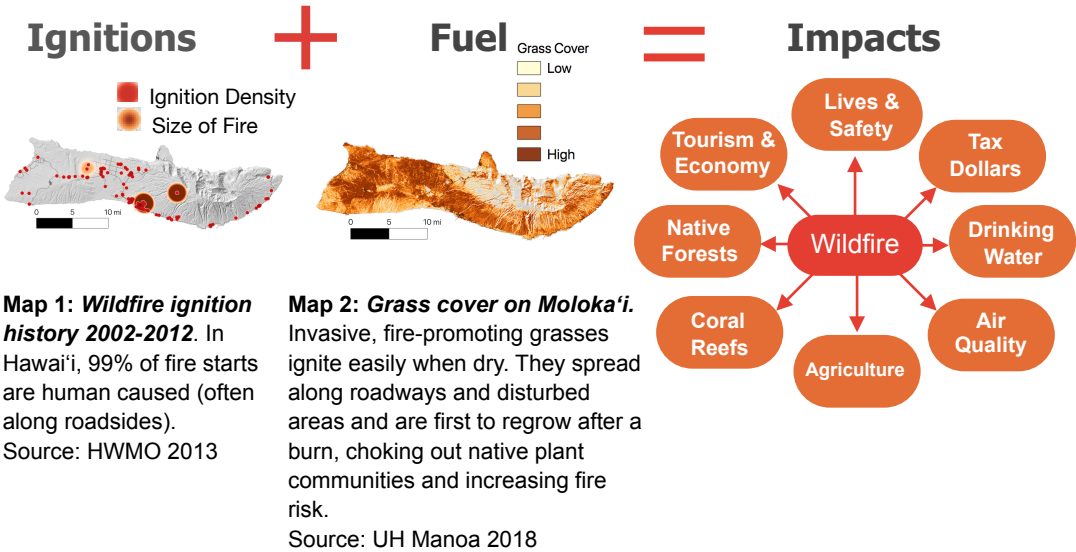 Ignitions + Fuel = Impacts
Ignition Density
Size of Fire
0 5 10 mi
Grass Cover
Low
High
0 5 10 mi
Map 1: Wildfire ignition
history 2002-2012. In
Hawai‘i, 99% of fire starts
are human caused (often
along roadsides).
Source: HWMO 2013
Map 2: Grass cover on Moloka‘i.
Invasive, fire-promoting grasses
ignite easily when dry. They spread
along roadways and disturbed
areas and are first to regrow after a
burn, choking out native plant
communities and increasing fire
risk.
Source: UH Manoa 2018
Wildfire
Lives &
Safety
Tax
Dollars
Drinking
Water
Air
Quality
Agriculture
Coral
Reefs
Native
Forests
Tourism &
Economy